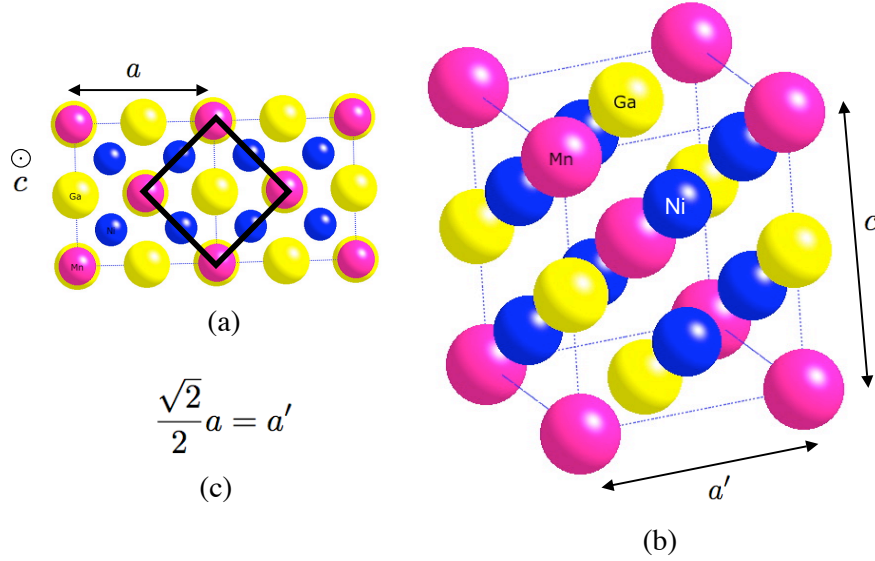 a
⊙
c
Ga
Ni
Mn
(a)
√2/2 a = a′
(c)
Ga
Mn
Ni
c
a′
(b)